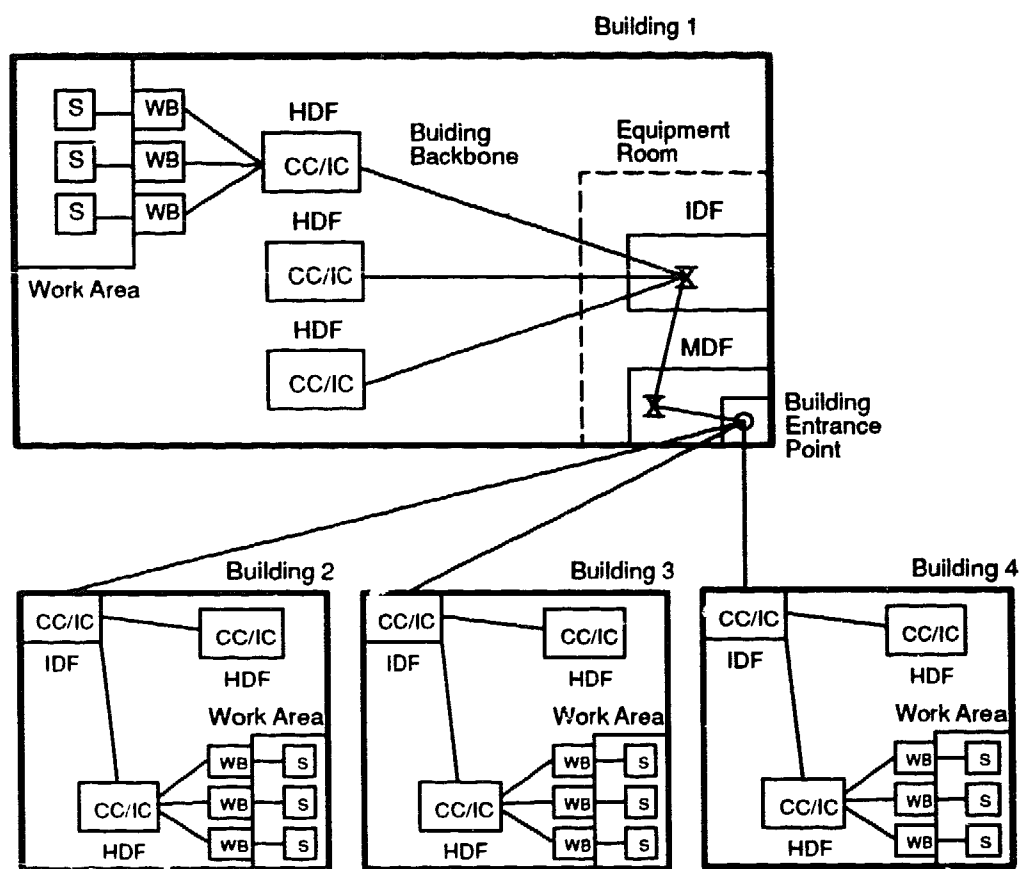 Building 1
S WB
HDF
CC/IC
Buiding
Backbone
Equipment
Room
S WB
S WB
HDF
IDF
CC/IC
X
Work Area
HDF
MDF
CC/IC
X
Building
Entrance
Point
Building 2
CC/IC
IDF
CC/IC
HDF
Work Area
WB S
CC/IC
WB S
WB S
HDF
Building 3
CC/IC
IDF
CC/IC
HDF
Work Area
WB S
CC/IC
WB S
WB S
HDF
Building 4
CC/IC
IDF
CC/IC
HDF
Work Area
WB S
CC/IC
WB S
WB S
HDF